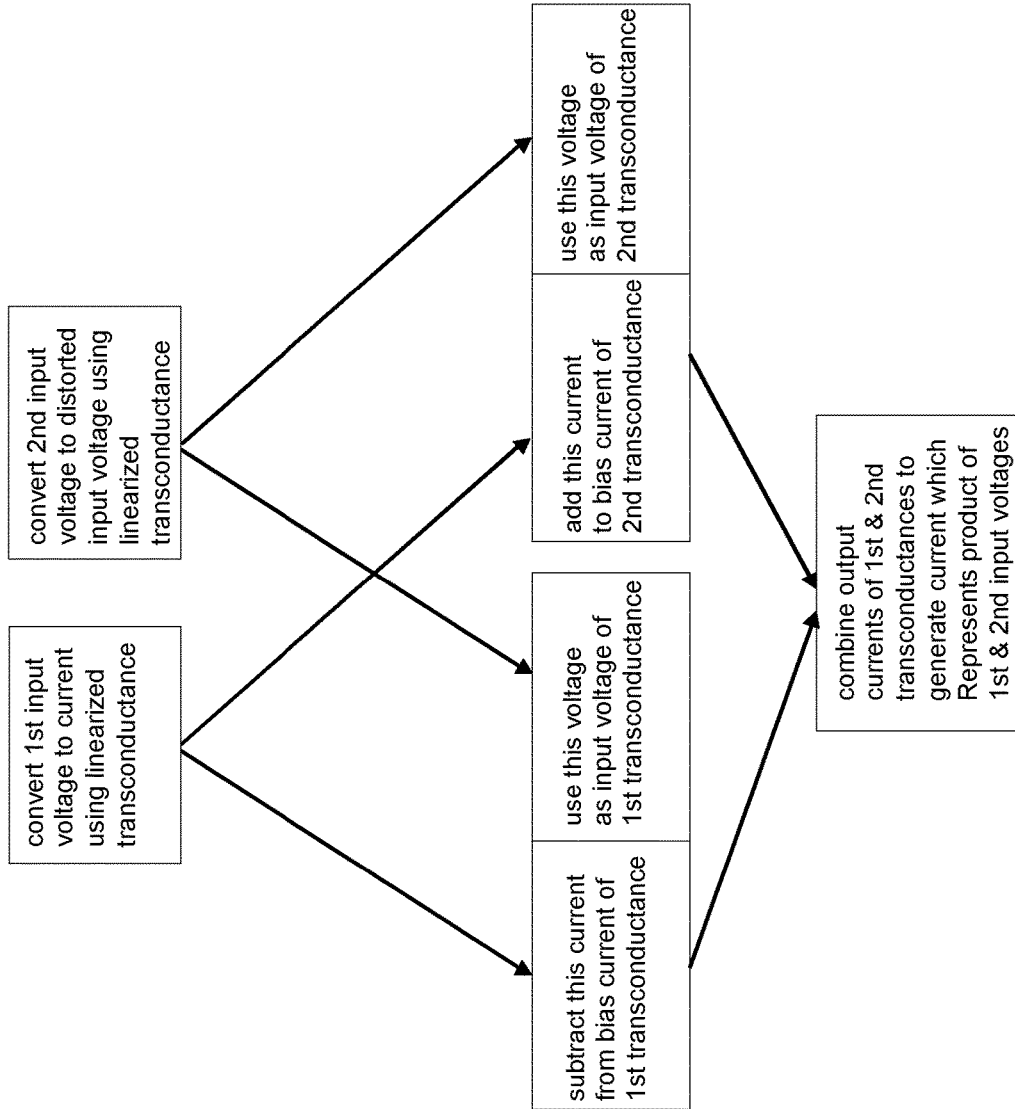 convert 1st input
voltage to current
using linearized
transconductance
convert 2nd input
voltage to distorted
input voltage using
linearized
transconductance
subtract this current
from bias current of
1st transconductance
use this voltage
as input voltage of
1st transconductance
add this current
to bias current of
2nd transconductance
use this voltage
as input voltage of
2nd transconductance
combine output
currents of 1st & 2nd
transconductances to
generate current which
Represents product of
1st & 2nd input voltages